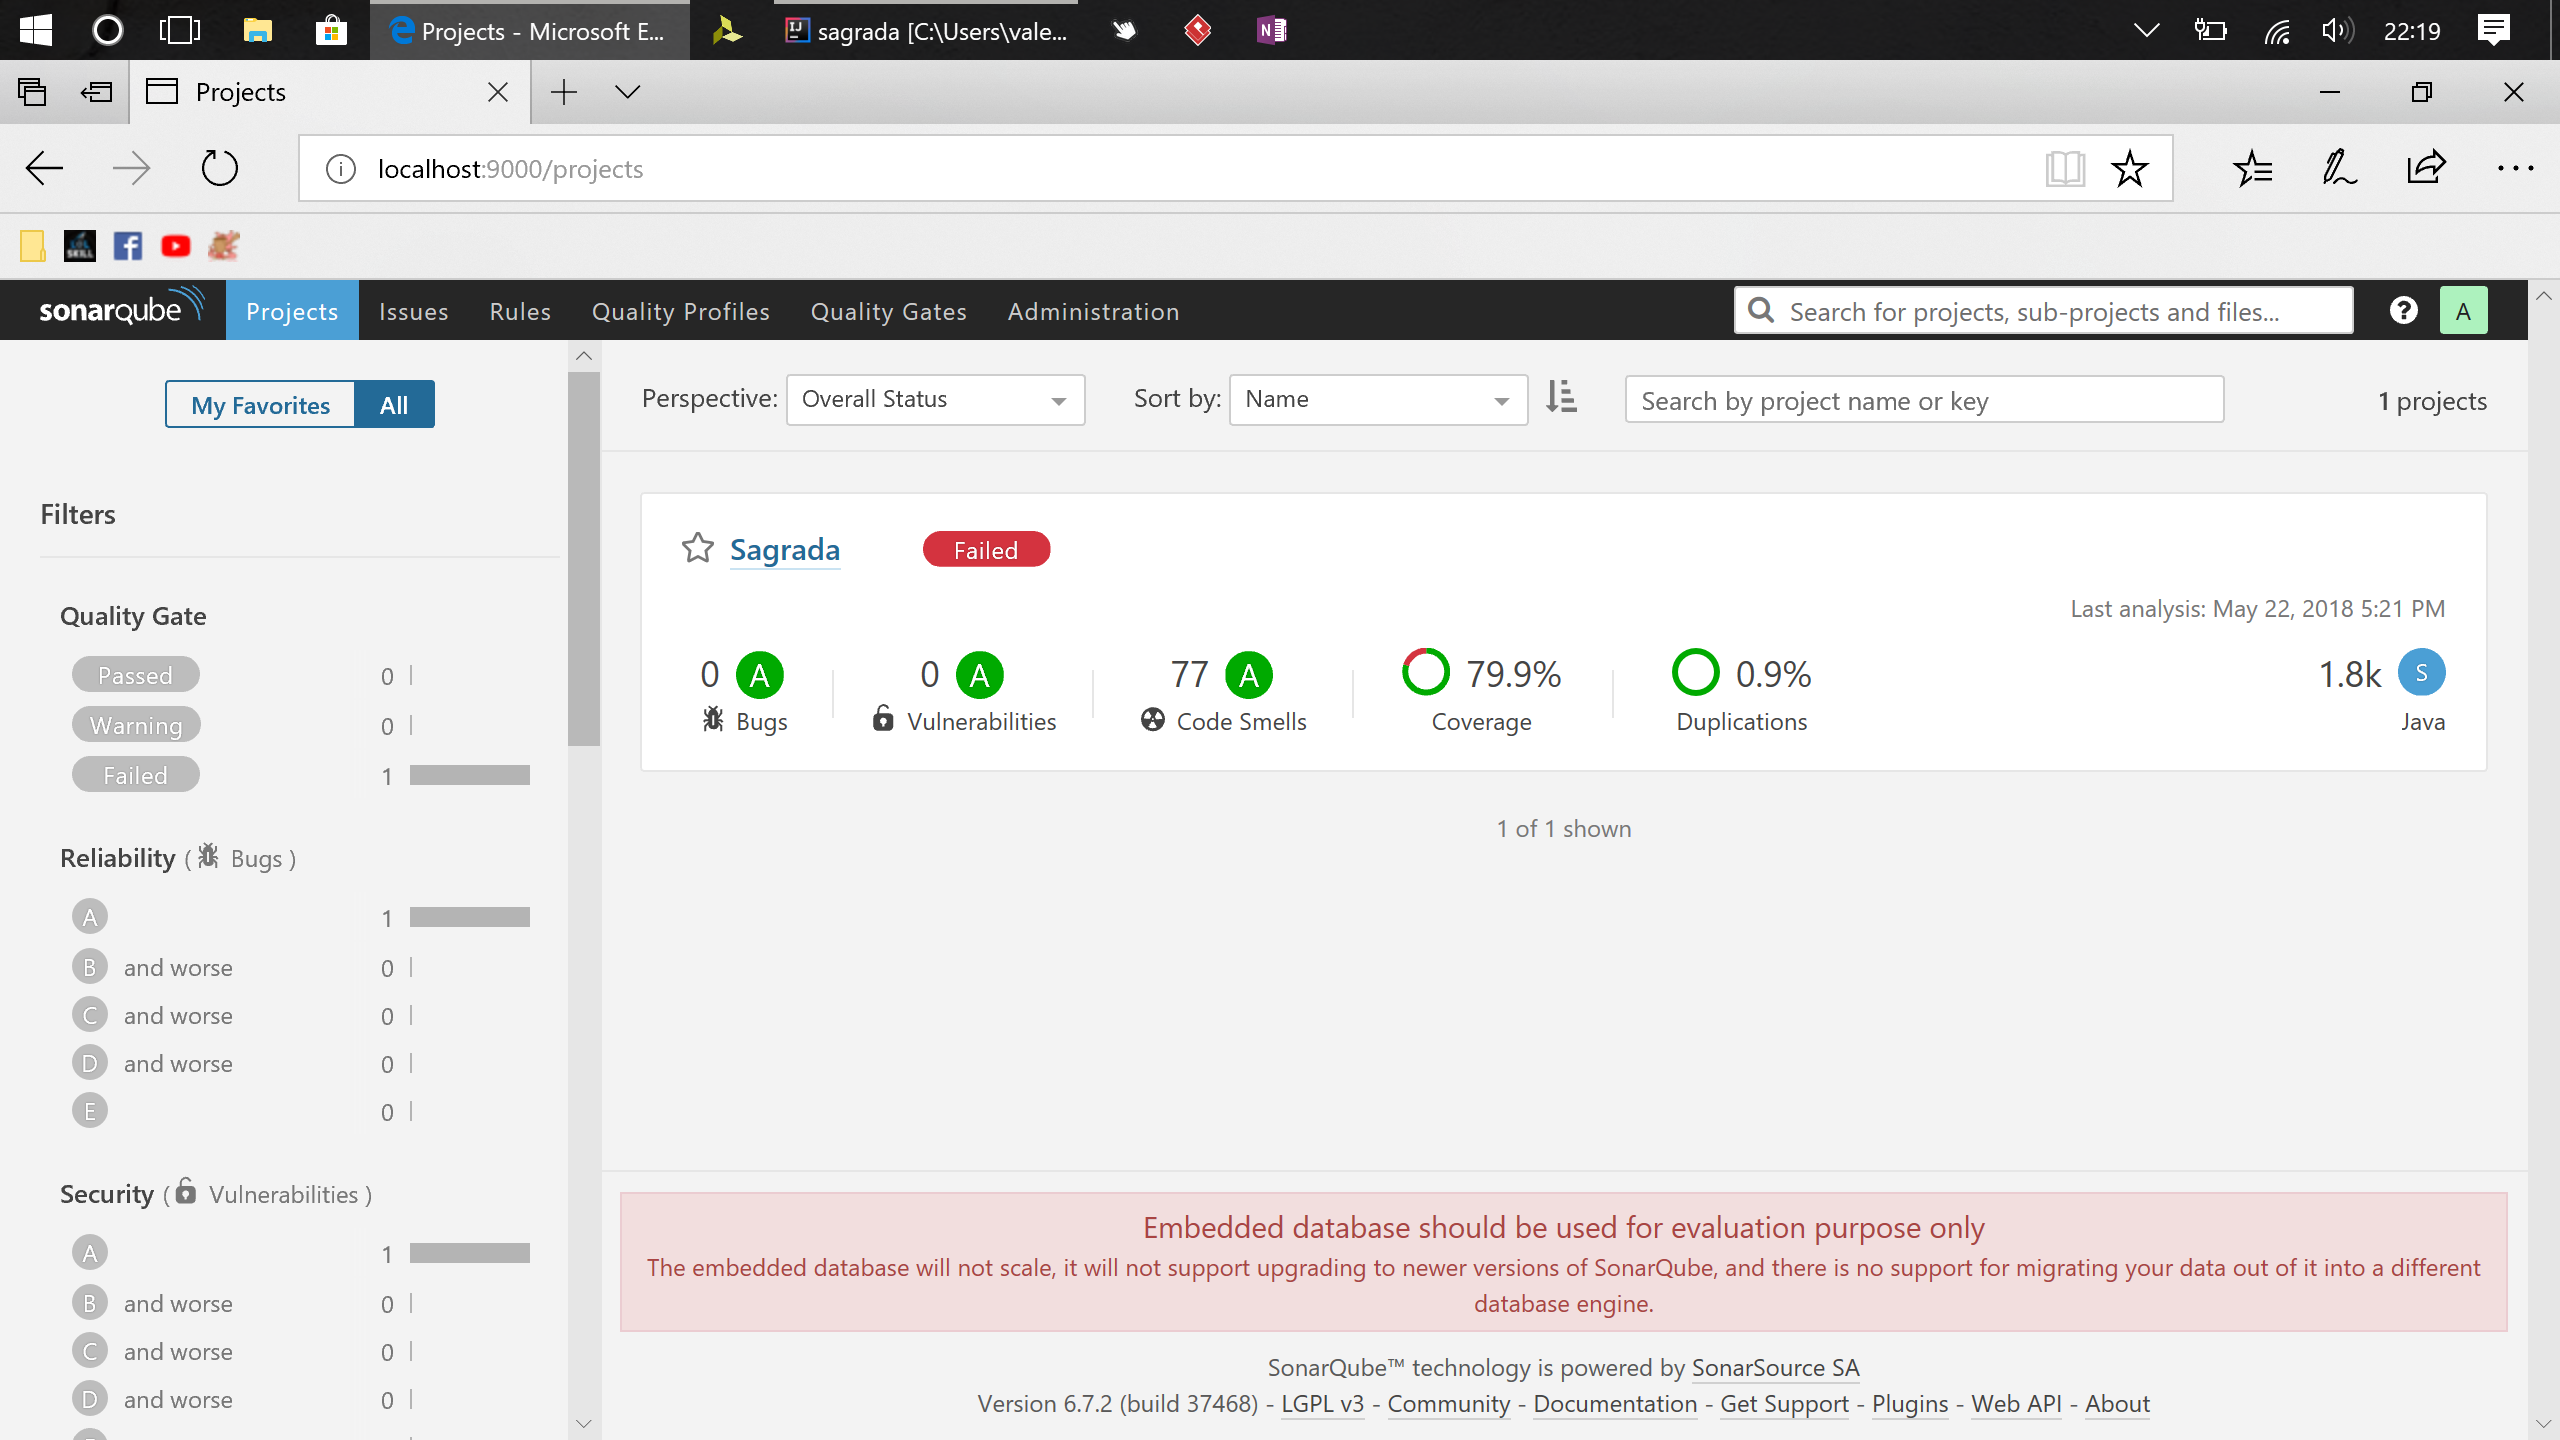 Projects - Microsoft E...
sagrada [C:\Users\vale...
22:19
Projects
localhost:9000/projects
sonarqube Projects Issues Rules Quality Profiles Quality Gates Administration Search for projects, sub-projects and files... A
My Favorites All
Perspective: Overall Status Sort by: Name Search by project name or key 1 projects
Filters
Quality Gate
Passed 0
Warning 0
Failed 1
Reliability ( Bugs )
A 1
B and worse 0
C and worse 0
D and worse 0
E 0
Security ( Vulnerabilities )
A 1
B and worse 0
C and worse 0
D and worse 0
Sagrada Failed
Last analysis: May 22, 2018 5:21 PM
0 A 0 A 77 A 79.9% 0.9% 1.8k S
Bugs Vulnerabilities Code Smells Coverage Duplications Java
1 of 1 shown
Embedded database should be used for evaluation purpose only
The embedded database will not scale, it will not support upgrading to newer versions of SonarQube, and there is no support for migrating your data out of it into a different
database engine.
SonarQube™ technology is powered by SonarSource SA
Version 6.7.2 (build 37468) - LGPL v3 - Community - Documentation - Get Support - Plugins - Web API - About